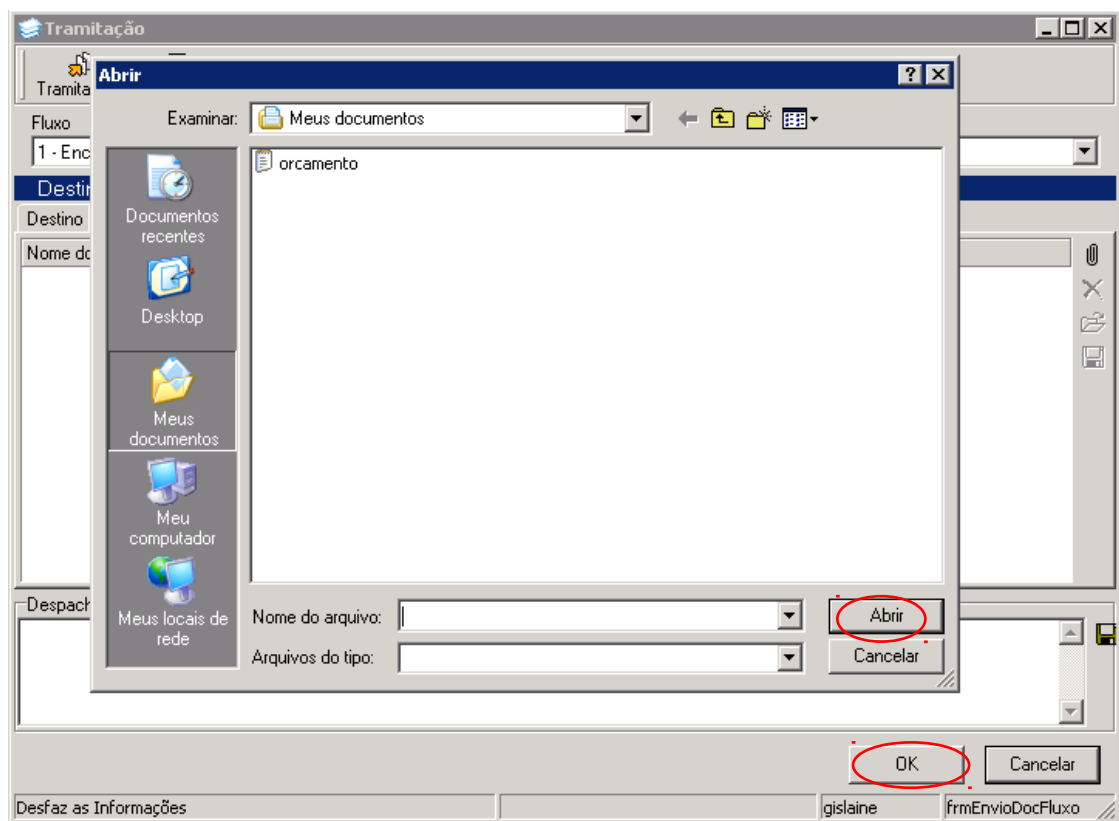 Tramitação
Tramita
Abrir
Fluxo
Examinar:
Meus documentos
1 - Enc
Destin
Destino
Nome do
orcamento
Documentos
recentes
Desktop
Meus
documentos
Meu
computador
Meus locais de
rede
Nome do arquivo:
Abrir
Arquivos do tipo:
Cancelar
Despach
OK
Cancelar
Desfaz as Informações
gislaine
frmEnvioDocFluxo